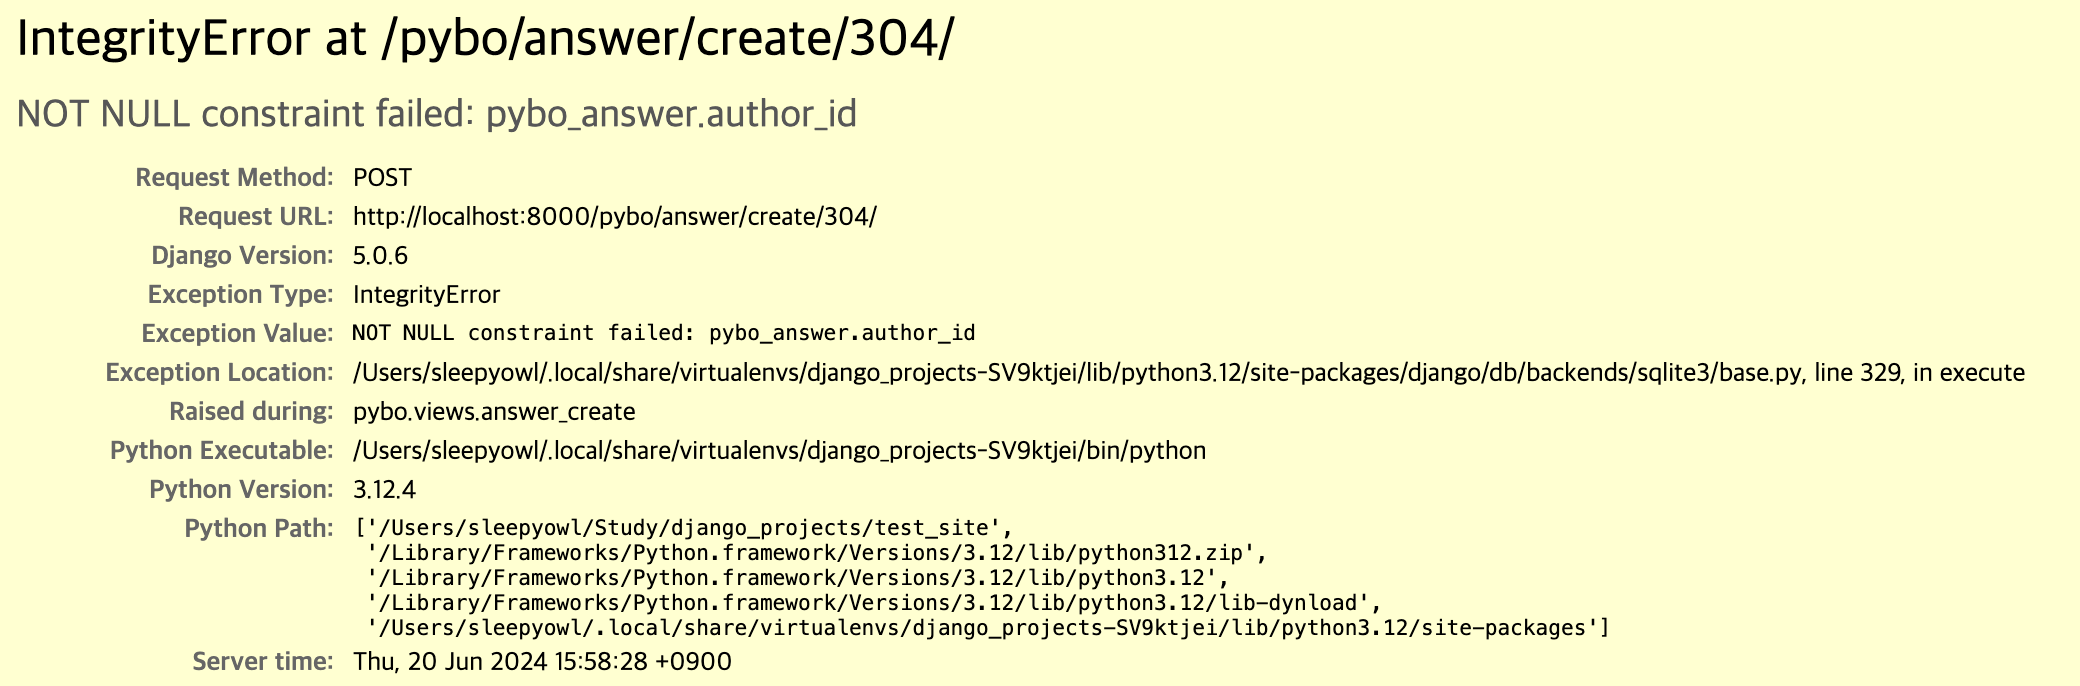 IntegrityError at /pybo/answer/create/304/
NOT NULL constraint failed: pybo_answer.author_id
Request Method: POST
Request URL: http://localhost:8000/pybo/answer/create/304/
Django Version: 5.0.6
Exception Type: IntegrityError
Exception Value: NOT NULL constraint failed: pybo_answer.author_id
Exception Location: /Users/sleepyowl/.local/share/virtualenvs/django_projects-SV9ktjei/lib/python3.12/site-packages/django/db/backends/sqlite3/base.py, line 329, in execute
Raised during: pybo.views.answer_create
Python Executable: /Users/sleepyowl/.local/share/virtualenvs/django_projects-SV9ktjei/bin/python
Python Version: 3.12.4
Python Path: ['/Users/sleepyowl/Study/django_projects/test_site',
'/Library/Frameworks/Python.framework/Versions/3.12/lib/python312.zip',
'/Library/Frameworks/Python.framework/Versions/3.12/lib/python3.12',
'/Library/Frameworks/Python.framework/Versions/3.12/lib/python3.12/lib-dynload',
'/Users/sleepyowl/.local/share/virtualenvs/django_projects-SV9ktjei/lib/python3.12/site-packages']
Server time: Thu, 20 Jun 2024 15:58:28 +0900